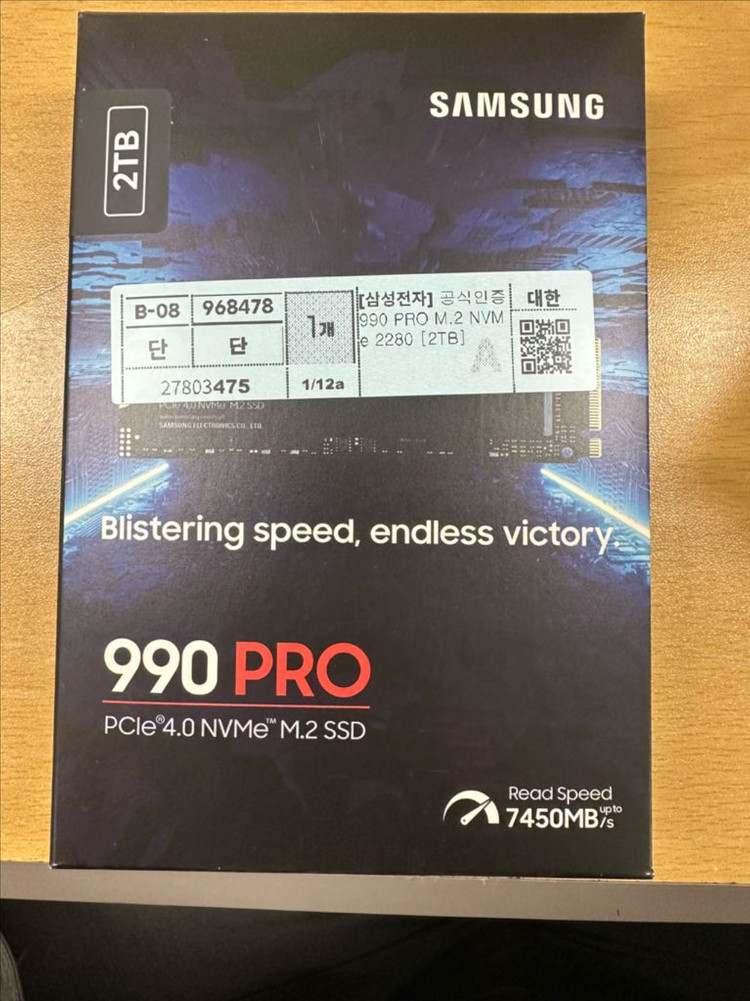 SAMSUNG
2TB
B-08 968478
단 단
27803475
1개
1/12a
[삼성전자] 공식인증
990 PRO M.2 NVM
e 2280 [2TB]
A
대한
PCIe 4.0 NVMe M.2 SSD
SAMSUNG ELECTRONICS CO., LTD.
Blistering speed, endless victory.
990 PRO
PCIe® 4.0 NVMe™ M.2 SSD
Read Speed
up to
7450MB/s